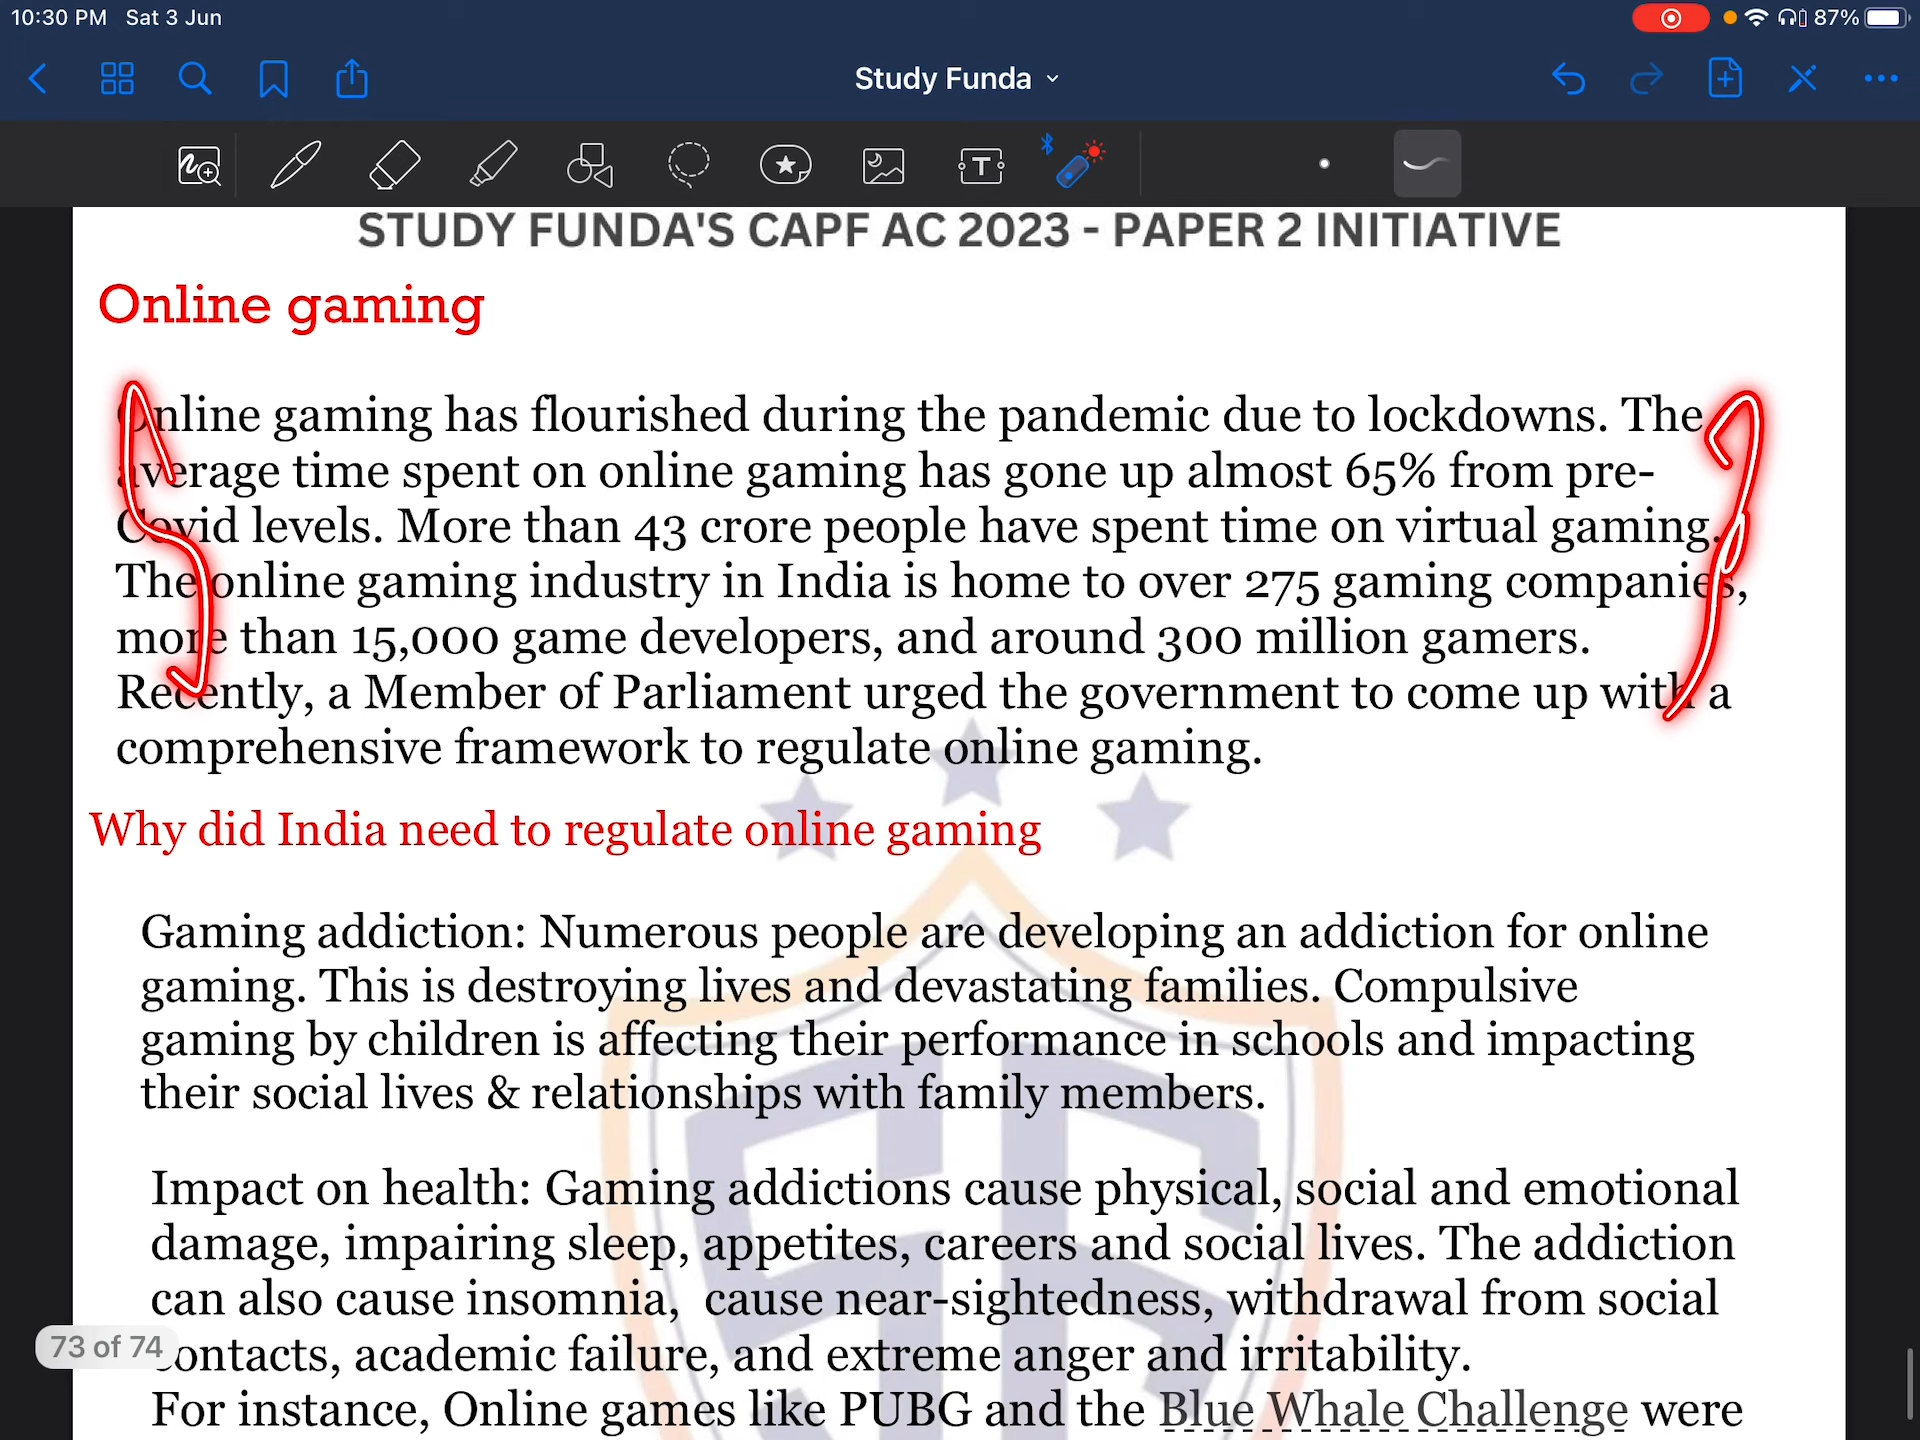 10:30 PM Sat 3 Jun
87%
Study Funda
T
STUDY FUNDA'S CAPF AC 2023 - PAPER 2 INITIATIVE
Online gaming
Online gaming has flourished during the pandemic due to lockdowns. The
average time spent on online gaming has gone up almost 65% from pre-
Covid levels. More than 43 crore people have spent time on virtual gaming.
The online gaming industry in India is home to over 275 gaming companies,
more than 15,000 game developers, and around 300 million gamers.
Recently, a Member of Parliament urged the government to come up with a
comprehensive framework to regulate online gaming.
Why did India need to regulate online gaming
Gaming addiction: Numerous people are developing an addiction for online
gaming. This is destroying lives and devastating families. Compulsive
gaming by children is affecting their performance in schools and impacting
their social lives & relationships with family members.
Impact on health: Gaming addictions cause physical, social and emotional
damage, impairing sleep, appetites, careers and social lives. The addiction
can also cause insomnia,  cause near-sightedness, withdrawal from social
contacts, academic failure, and extreme anger and irritability.
73 of 74
For instance, Online games like PUBG and the Blue Whale Challenge were